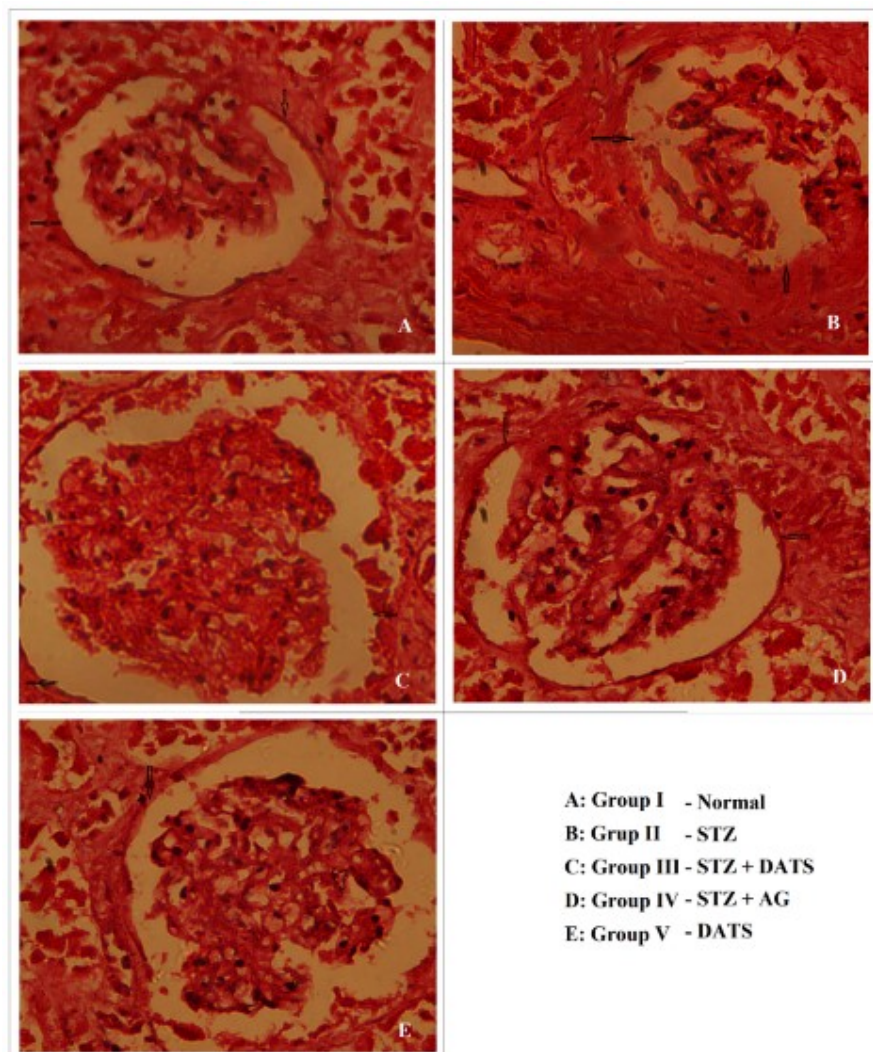 A
B
C
D
E
A: Group I - Normal
B: Grup II - STZ
C: Group III - STZ + DATS
D: Group IV - STZ + AG
E: Group V - DATS